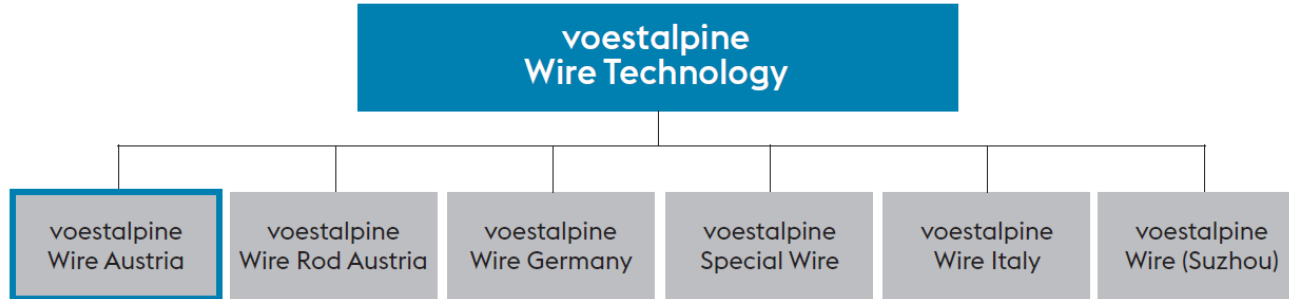 voestalpine
Wire Technology
voestalpine
Wire Austria
voestalpine
Wire Rod Austria
voestalpine
Wire Germany
voestalpine
Special Wire
voestalpine
Wire Italy
voestalpine
Wire (Suzhou)